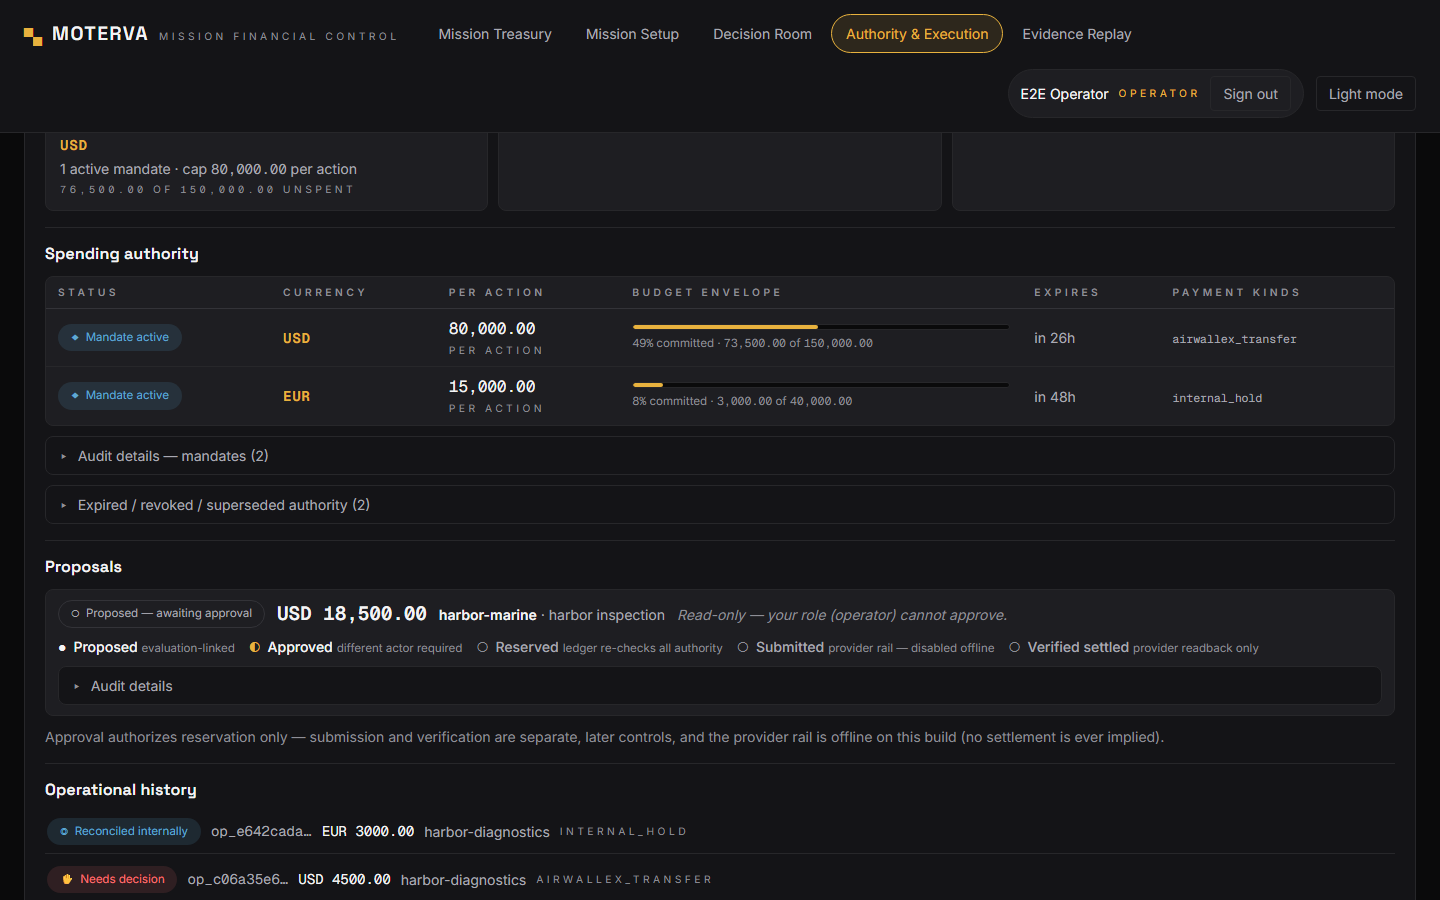 MOTERVA MISSION FINANCIAL CONTROL Mission Treasury Mission Setup Decision Room Authority & Execution Evidence Replay
E2E Operator OPERATOR Sign out Light mode
USD
1 active mandate · cap 80,000.00 per action
76,500.00 OF 150,000.00 UNSPENT
Spending authority
STATUS CURRENCY PER ACTION BUDGET ENVELOPE EXPIRES PAYMENT KINDS
Mandate active USD 80,000.00 PER ACTION 49% committed · 73,500.00 of 150,000.00 in 26h airwallex_transfer
Mandate active EUR 15,000.00 PER ACTION 8% committed · 3,000.00 of 40,000.00 in 48h internal_hold
Audit details — mandates (2)
Expired / revoked / superseded authority (2)
Proposals
Proposed — awaiting approval USD 18,500.00 harbor-marine · harbor inspection Read-only — your role (operator) cannot approve.
Proposed evaluation-linked Approved different actor required Reserved ledger re-checks all authority Submitted provider rail — disabled offline Verified settled provider readback only
Audit details
Approval authorizes reservation only — submission and verification are separate, later controls, and the provider rail is offline on this build (no settlement is ever implied).
Operational history
Reconciled internally op_e642cada… EUR 3000.00 harbor-diagnostics INTERNAL_HOLD
Needs decision op_c06a35e6… USD 4500.00 harbor-diagnostics AIRWALLEX_TRANSFER